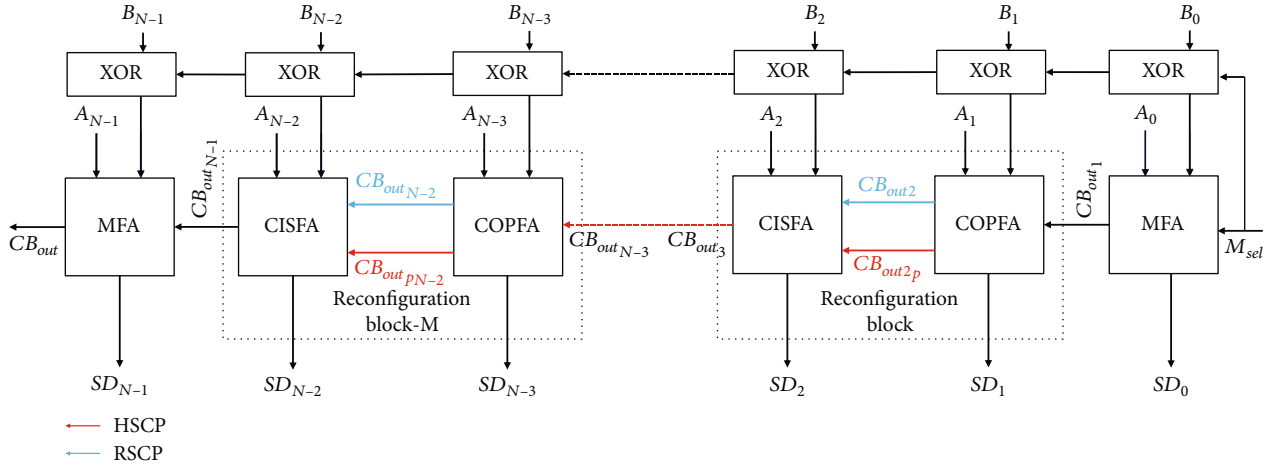 B_{N–1} B_{N–2} B_{N–3} B_2 B_1 B_0
XOR XOR XOR XOR XOR XOR
A_{N–1} A_{N–2} A_{N–3} A_2 A_1 A_0
CB_{out_{N–1}} CB_{out_{N–2}} CB_{out2} CB_{out_1}
MFA CISFA COPFA CISFA COPFA MFA
CB_{out} CB_{out_{N–3}} CB_{out_3} M_{sel}
CB_{out_{pN–2}} CB_{out2p}
Reconfiguration
block-M
Reconfiguration
block
SD_{N–1} SD_{N–2} SD_{N–3} SD_2 SD_1 SD_0
HSCP
RSCP